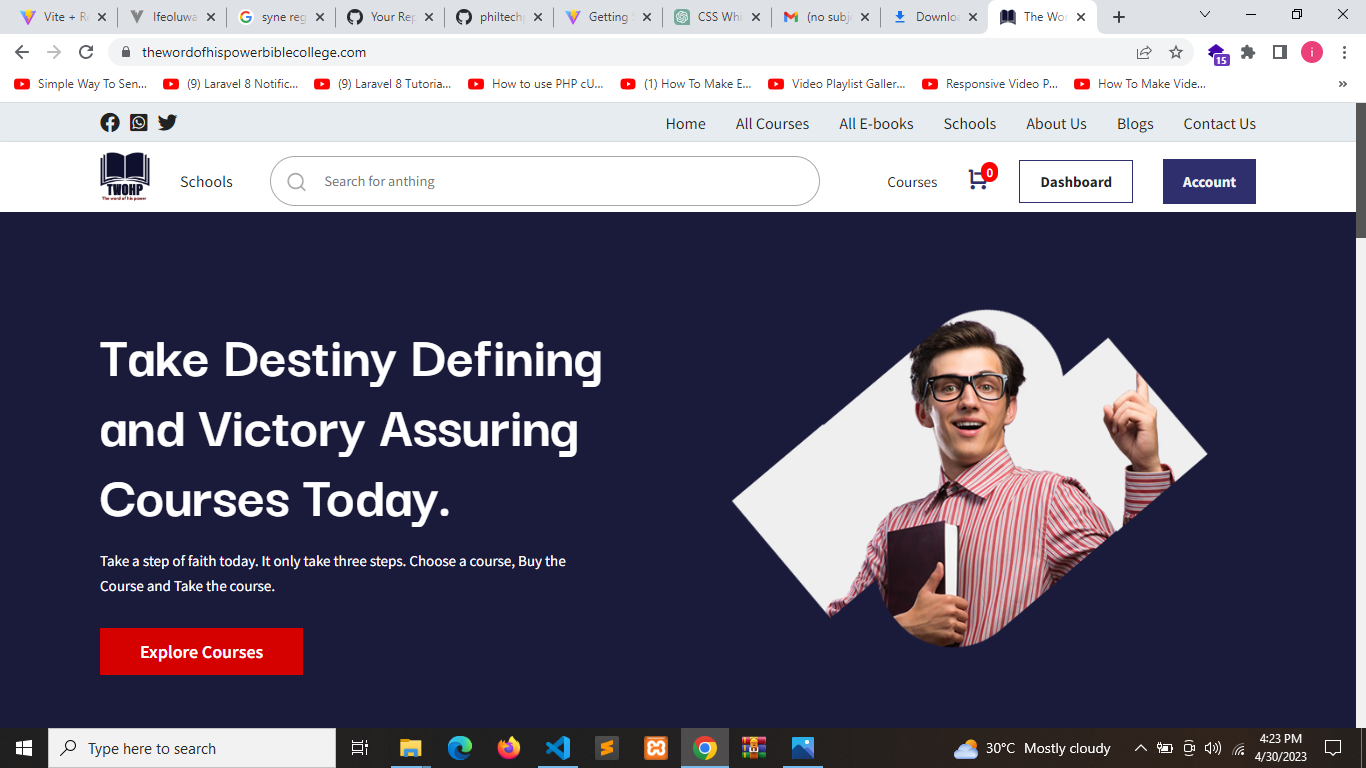 Vite + Re
Ifeoluwa
syne reg
Your Rep
philtech
Getting S
CSS Whi
(no subj
Downloa
The Wor
thewordofhispowerbiblecollege.com
15
i
Simple Way To Sen...
(9) Laravel 8 Notific...
(9) Laravel 8 Tutoria...
How to use PHP cU...
(1) How To Make E...
Video Playlist Galler...
Responsive Video P...
How To Make Vide...
Home
All Courses
All E-books
Schools
About Us
Blogs
Contact Us
TWOHP
The word of his power
Schools
Search for anthing
Courses
0
Dashboard
Account
Take Destiny Defining
and Victory Assuring
Courses Today.
Take a step of faith today. It only take three steps. Choose a course, Buy the
Course and Take the course.
Explore Courses
Type here to search
30°C Mostly cloudy
4:23 PM
4/30/2023